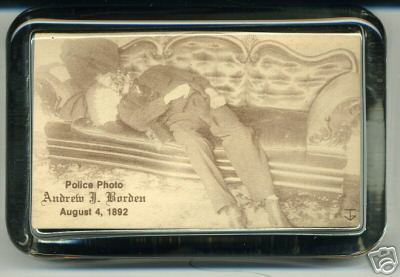 Police Photo
Andrew J. Borden
August 4, 1892